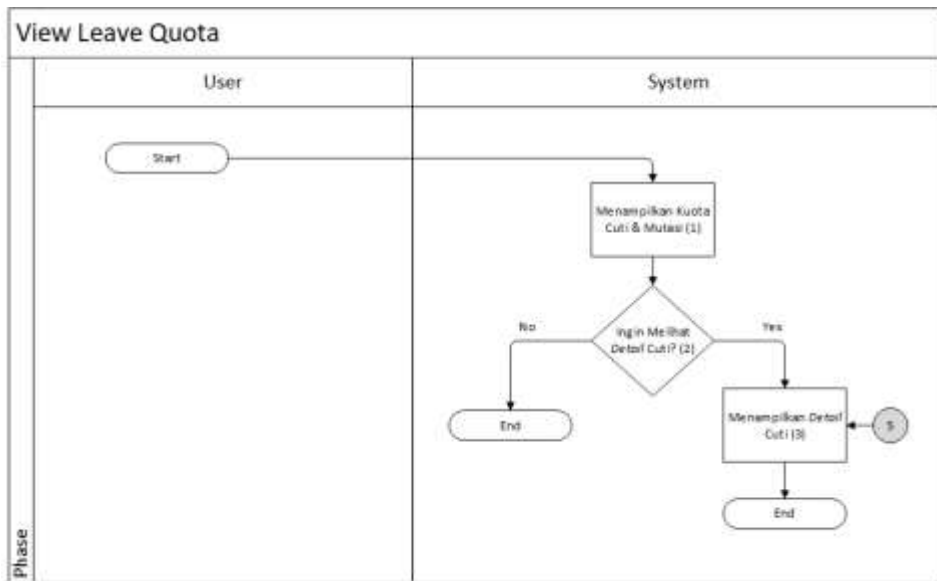 View Leave Quota
User
System
Start
Menampilkan Kuota
Cuti & Mutasi (1)
Ingin Melihat
Detail Cuti? (2)
No
Yes
Menampilkan Detail
Cuti (3)
5
End
End
Phase